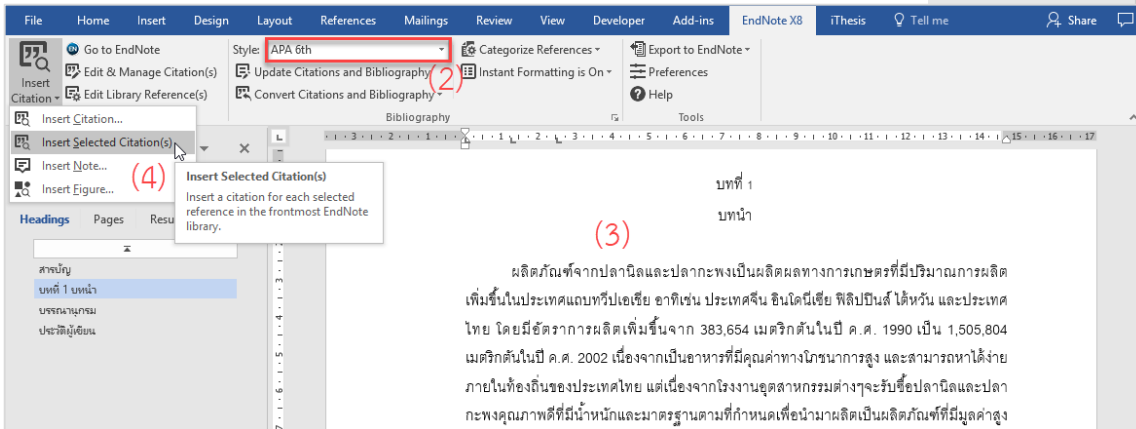 File Home Insert Design Layout References Mailings Review View Developer Add-ins EndNote X8 iThesis Tell me Share
Go to EndNote Style: APA 6th Categorize References Export to EndNote
Insert Citation Edit & Manage Citation(s) Update Citations and Bibliography (2) Instant Formatting is On Preferences
Edit Library Reference(s) Convert Citations and Bibliography Help
Bibliography Tools
Insert Citation...
Insert Selected Citation(s)
Insert Note...
Insert Figure...
(4)
Insert Selected Citation(s)
Insert a citation for each selected
reference in the frontmost EndNote
library.
Headings Pages Resu
สารบัญ
บทที่ 1 บทนำ
บรรณานุกรม
ประวัติผู้เขียน
3 2 1 1 2 3 4 5 6 7 8 9 10 11 12 13 14 15 16 17
บทที่ 1
บทนำ
(3)
ผลิตภัณฑ์จากปลานิลและปลากะพงเป็นผลิตผลทางการเกษตรที่มีปริมาณการผลิต
เพิ่มขึ้นในประเทศแถบทวีปเอเชีย อาทิเช่น ประเทศจีน อินโดนีเซีย ฟิลิปปินส์ ไต้หวัน และประเทศ
ไทย โดยมีอัตราการผลิตเพิ่มขึ้นจาก 383,654 เมตริกตันในปี ค.ศ. 1990 เป็น 1,505,804
เมตริกตันในปี ค.ศ. 2002 เนื่องจากเป็นอาหารที่มีคุณค่าทางโภชนาการสูง และสามารถหาได้ง่าย
ภายในท้องถิ่นของประเทศไทย แต่เนื่องจากโรงงานอุตสาหกรรมต่างๆจะรับซื้อปลานิลและปลา
กะพงคุณภาพดีที่มีน้ำหนักและมาตรฐานตามที่กำหนดเพื่อนำมาผลิตเป็นผลิตภัณฑ์ที่มีมูลค่าสูง